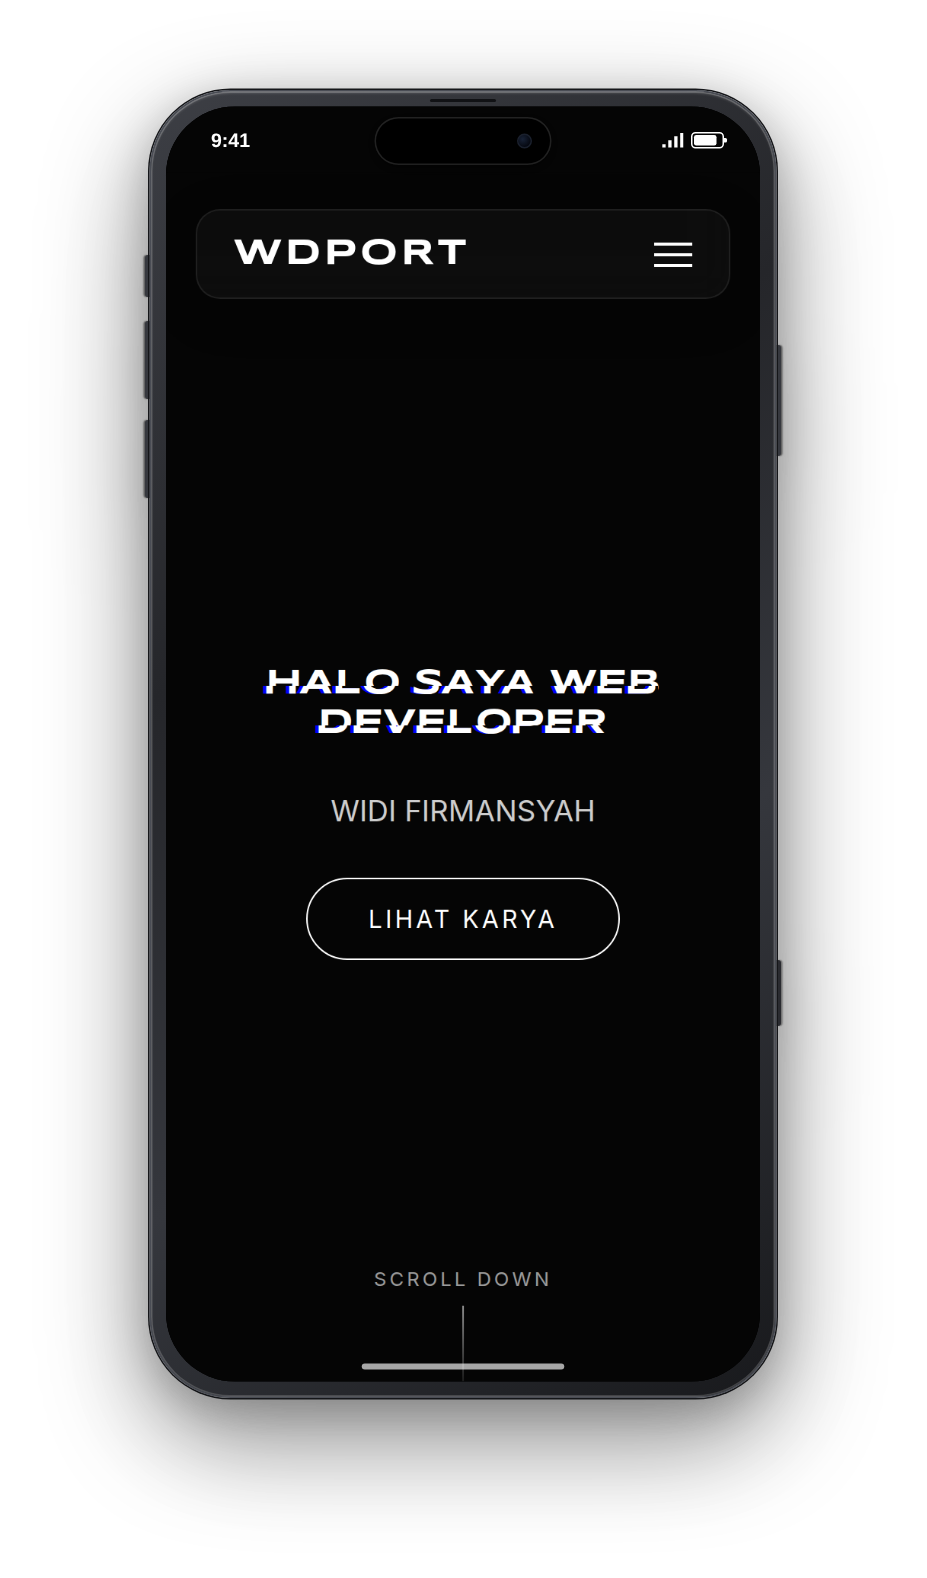 9:41
WDPORT
HALO SAYA WEB
DEVELOPER
WIDI FIRMANSYAH
LIHAT KARYA
SCROLL DOWN